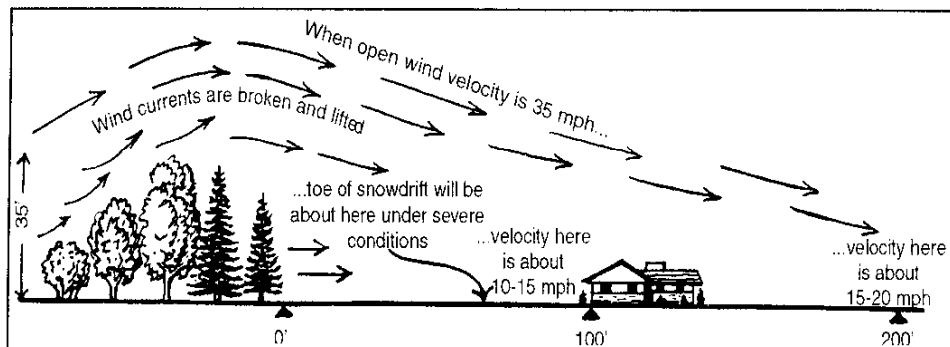 When open wind velocity is 35 mph...
Wind currents are broken and lifted
35'
...toe of snowdrift will be
about here under severe
conditions
...velocity here
is about
10-15 mph
...velocity here
is about
15-20 mph
0'
100'
200'